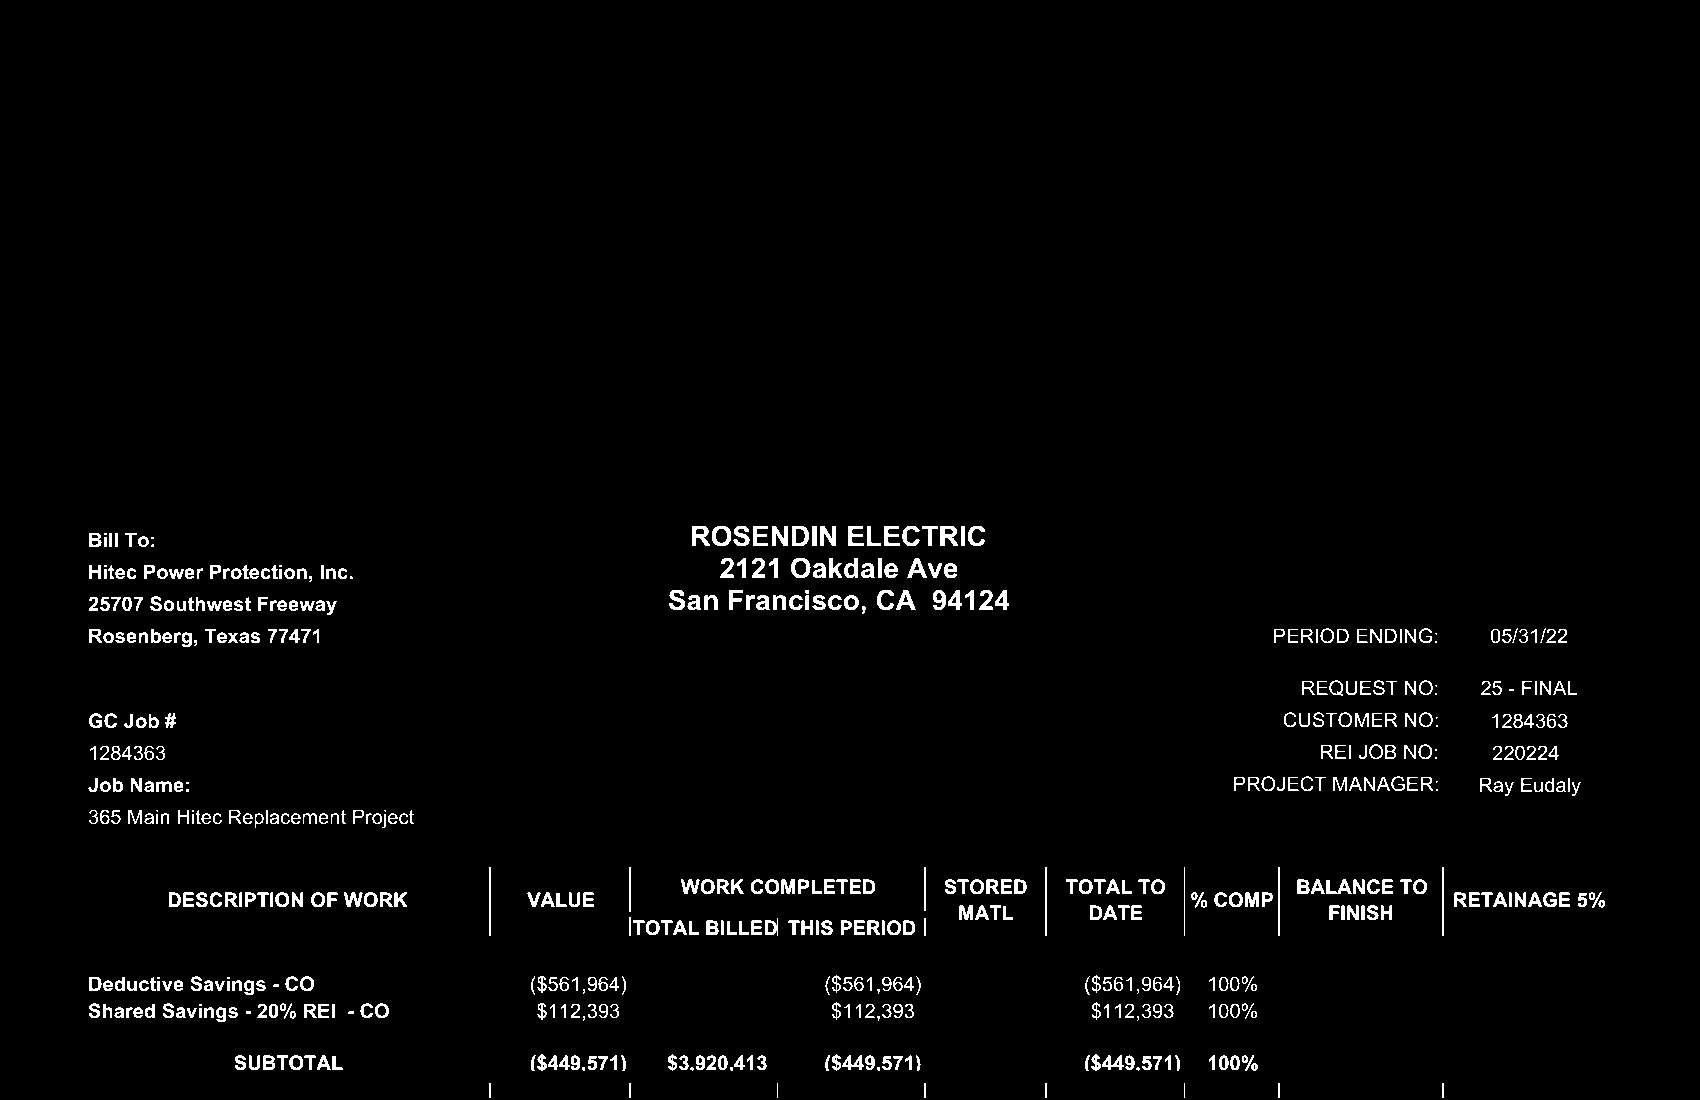 Bill To:
ROSENDIN ELECTRIC
Hitec Power Protection, Inc.
2121 Oakdale Ave
25707 Southwest Freeway
San Francisco, CA 94124
Rosenberg, Texas 77471
PERIOD ENDING: 05/31/22
REQUEST NO: 25 - FINAL
GC Job #
CUSTOMER NO: 1284363
1284363
REI JOB NO: 220224
Job Name:
PROJECT MANAGER: Ray Eudaly
365 Main Hitec Replacement Project
DESCRIPTION OF WORK VALUE WORK COMPLETED STORED MATL TOTAL TO DATE % COMP BALANCE TO FINISH RETAINAGE 5%
TOTAL BILLED THIS PERIOD
Deductive Savings - CO ($561,964) ($561,964) ($561,964) 100%
Shared Savings - 20% REI - CO $112,393 $112,393 $112,393 100%
SUBTOTAL ($449,571) $3,920,413 ($449,571) ($449,571) 100%